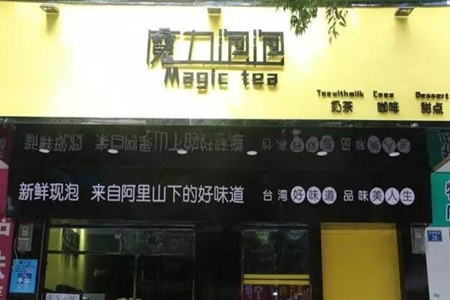 魔力泡泡
Magic tea
Teawithmilk Coca Dessert
奶茶 咖啡 甜点
新鲜现泡 来自阿里山下的好味道 台湾好味道 品味美人生